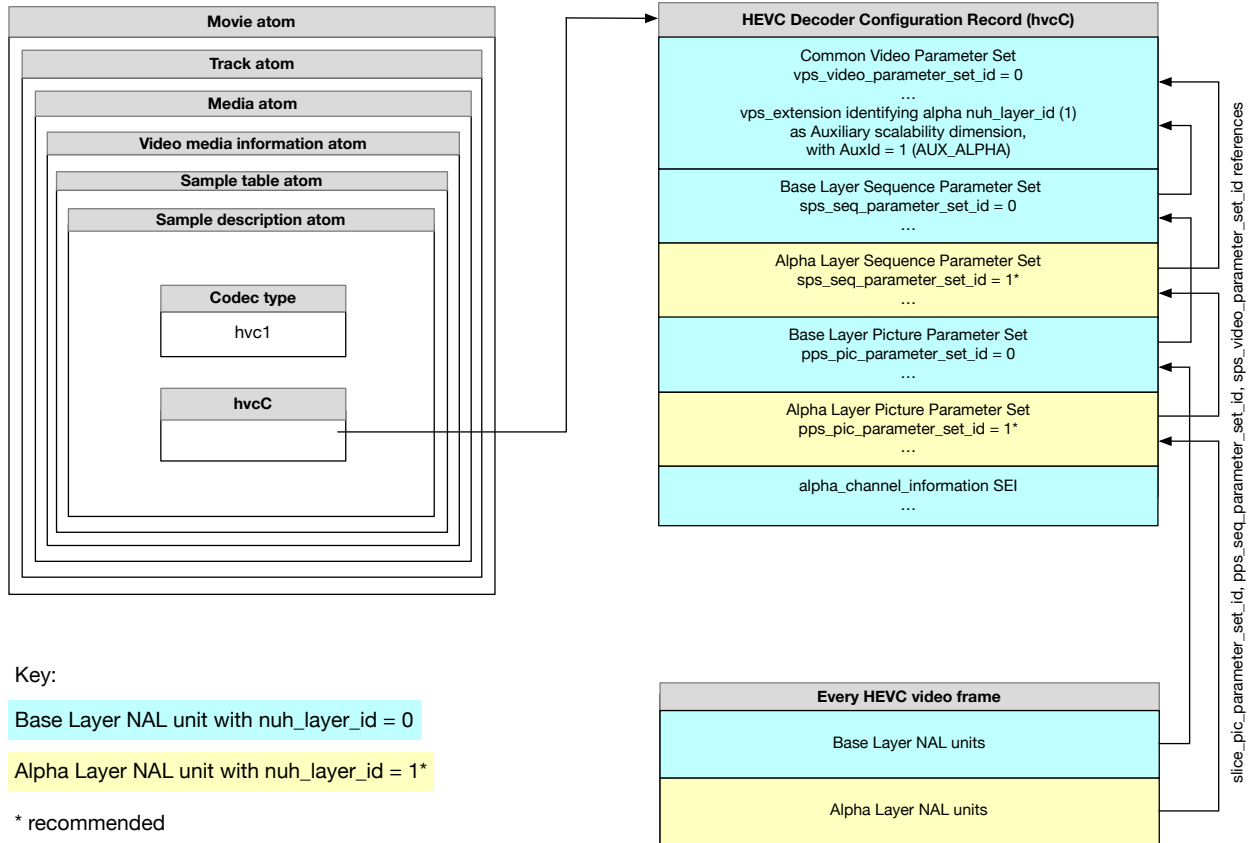 Movie atom
Track atom
Media atom
Video media information atom
Sample table atom
Sample description atom
Codec type
hvc1
hvcC
HEVC Decoder Configuration Record (hvcC)
Common Video Parameter Set
vps_video_parameter_set_id = 0
…
vps_extension identifying alpha nuh_layer_id (1)
as Auxiliary scalability dimension,
with AuxId = 1 (AUX_ALPHA)
Base Layer Sequence Parameter Set
sps_seq_parameter_set_id = 0
…
Alpha Layer Sequence Parameter Set
sps_seq_parameter_set_id = 1*
…
Base Layer Picture Parameter Set
pps_pic_parameter_set_id = 0
…
Alpha Layer Picture Parameter Set
pps_pic_parameter_set_id = 1*
…
alpha_channel_information SEI
…
slice_pic_parameter_set_id, pps_seq_parameter_set_id, sps_video_parameter_set_id references
Key:
Base Layer NAL unit with nuh_layer_id = 0
Alpha Layer NAL unit with nuh_layer_id = 1*
* recommended
Every HEVC video frame
Base Layer NAL units
Alpha Layer NAL units